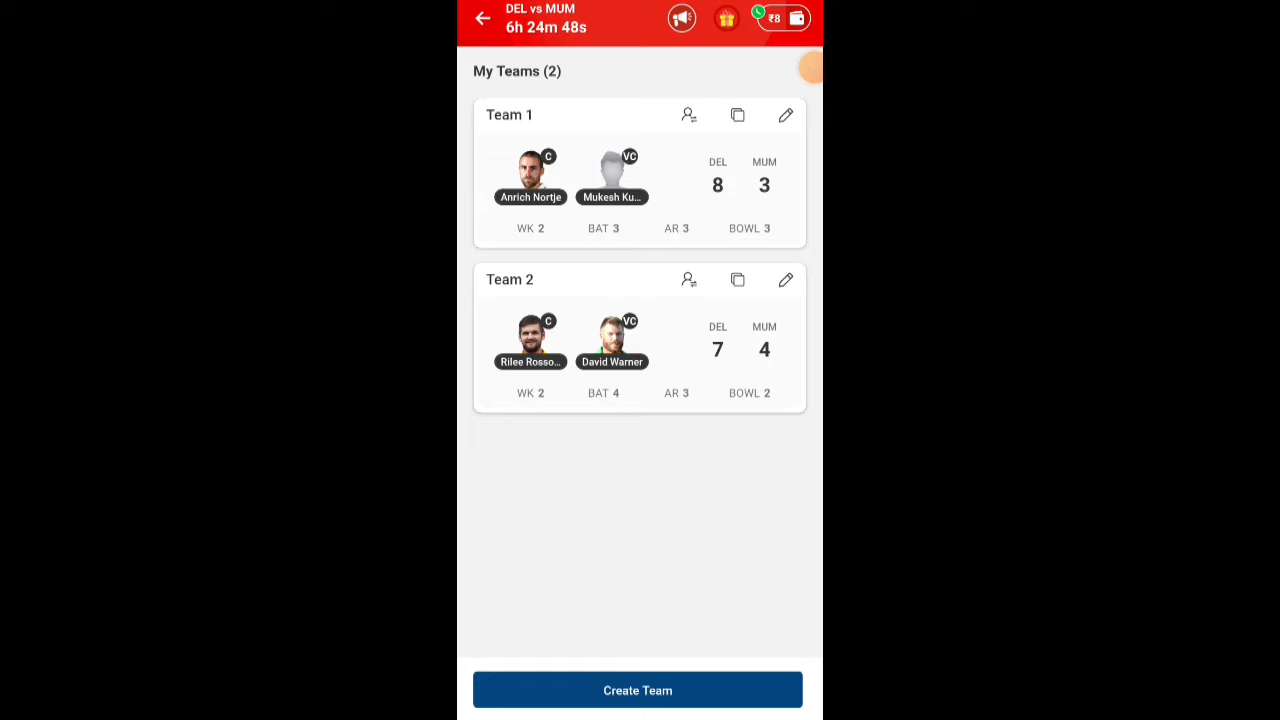 DEL vs MUM
6h 24m 48s
₹8
My Teams (2)
Team 1
C
VC
Anrich Nortje
Mukesh Ku...
DEL
MUM
8
3
WK 2
BAT 3
AR 3
BOWL 3
Team 2
C
VC
Rilee Rosso...
David Warner
DEL
MUM
7
4
WK 2
BAT 4
AR 3
BOWL 2
Create Team